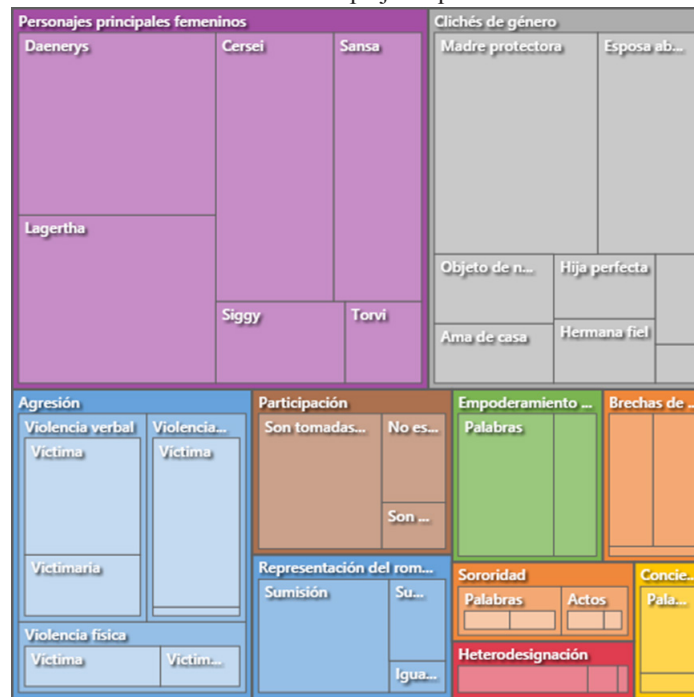 Personajes principales femeninos
Daenerys
Cersei
Sansa
Lagertha
Siggy
Torvi
Clichés de género
Madre protectora
Esposa ab...
Objeto de n...
Hija perfecta
Ama de casa
Hermana fiel
Agresión
Violencia verbal
Violencia...
Víctima
Víctima
Victimaria
Violencia física
Víctima
Victim...
Participación
Son tomadas...
No es...
Son ...
Representación del rom...
Sumisión
Su...
Igua...
Empoderamiento ...
Palabras
Brechas de ...
Sororidad
Palabras
Actos
Concie...
Pala...
Heterodesignación